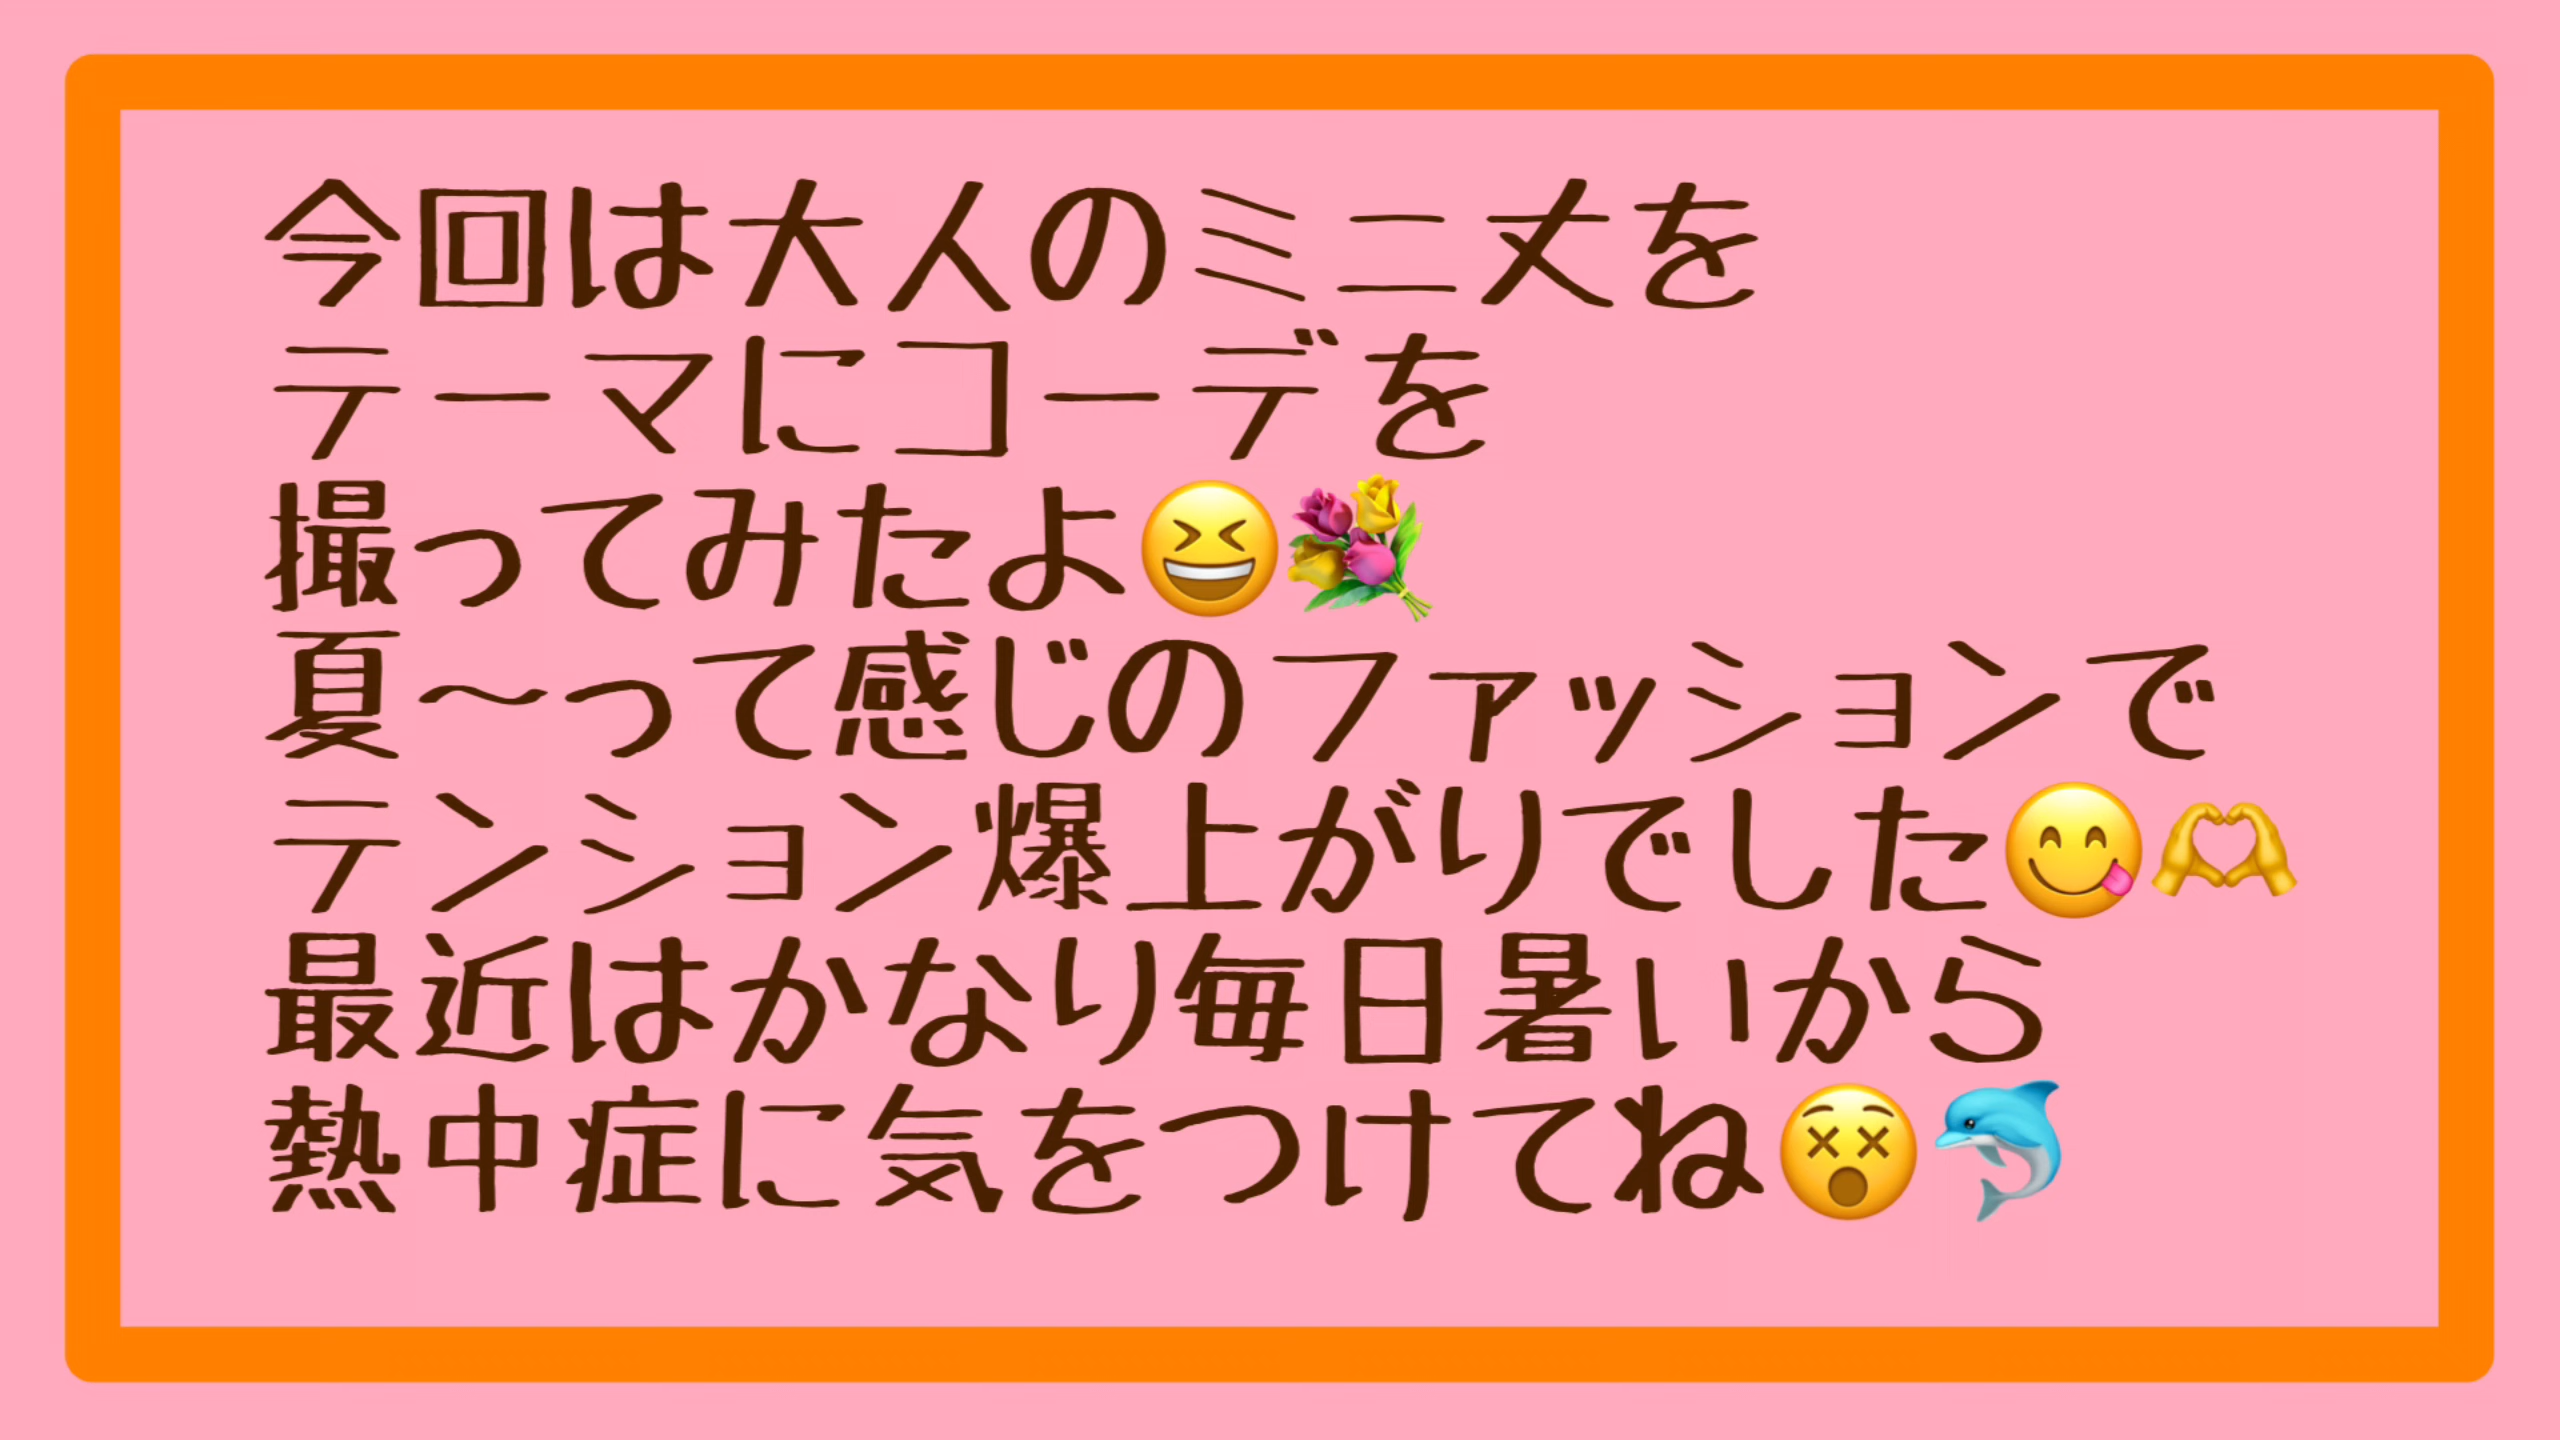 今回は大人のミニ丈を
テーマにコーデを
撮ってみたよ😆💐
夏～って感じのファッションで
テンション爆上がりでした😋🫶
最近はかなり毎日暑いから
熱中症に気をつけてね😵🐬